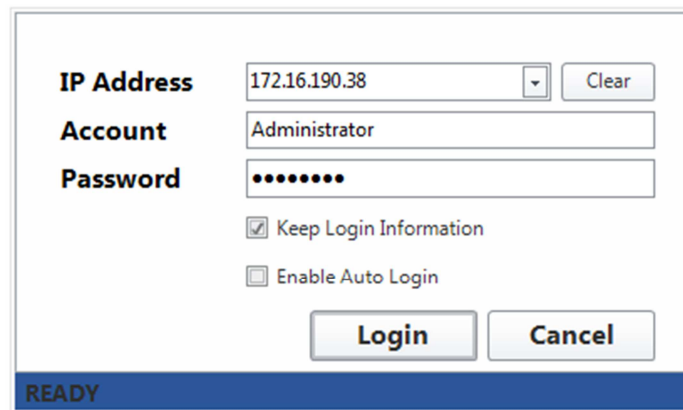 IP Address 172.16.190.38 Clear
Account Administrator
Password ••••••••
Keep Login Information
Enable Auto Login
Login Cancel
READY